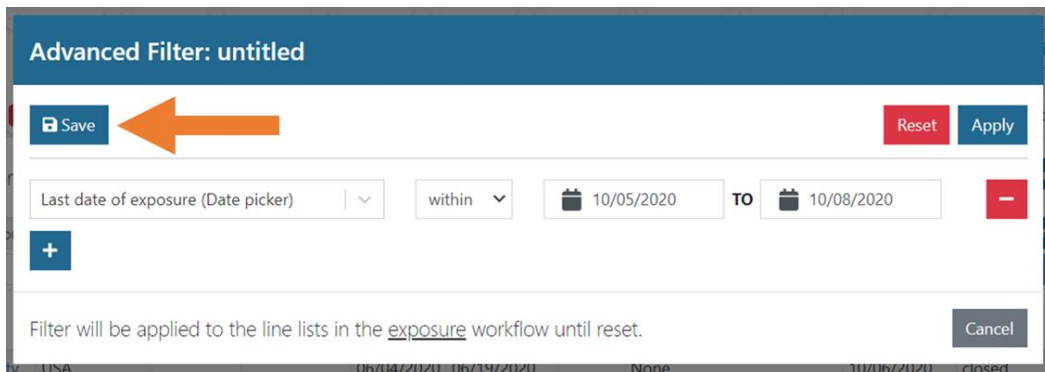 Advanced Filter: untitled
Save Reset Apply
Last date of exposure (Date picker) within 10/05/2020 TO 10/08/2020
Filter will be applied to the line lists in the exposure workflow until reset. Cancel
USA 06/04/2020 06/19/2020 None 10/06/2020 closed